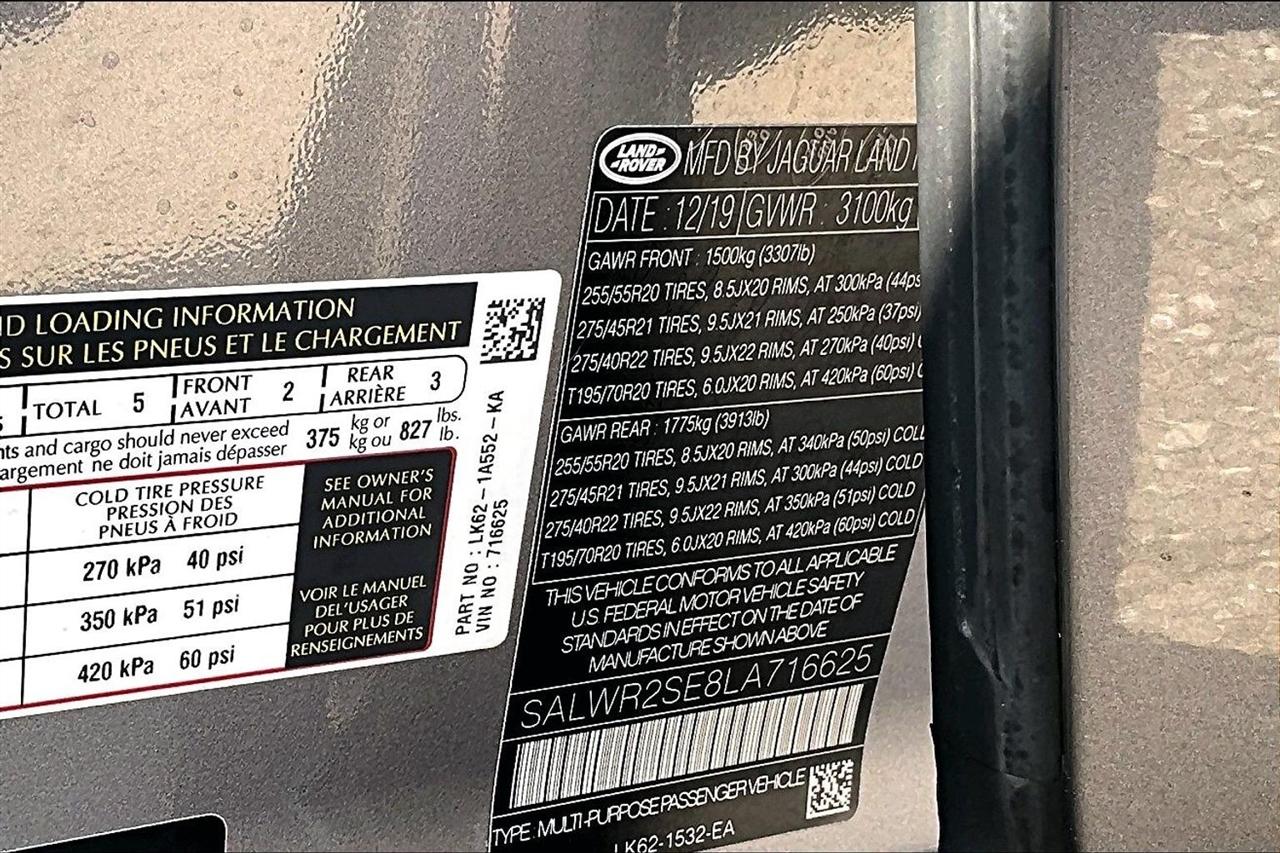 ND LOADING INFORMATION
S SUR LES PNEUS ET LE CHARGEMENT
TOTAL 5
FRONT
AVANT 2
REAR
ARRIÈRE 3
nts and cargo should never exceed
argement ne doit jamais dépasser
375 kg or
kg ou 827 lbs.
lb.
COLD TIRE PRESSURE
PRESSION DES
PNEUS À FROID
270 kPa 40 psi
350 kPa 51 psi
420 kPa 60 psi
SEE OWNER'S
MANUAL FOR
ADDITIONAL
INFORMATION
VOIR LE MANUEL
DEL'USAGER
POUR PLUS DE
RENSEIGNEMENTS
PART NO : LK62-1A552-KA
VIN NO : 716625
LAND
ROVER
MFD BY JAGUAR LAND
DATE : 12/19 GVWR : 3100kg
GAWR FRONT : 1500kg (3307lb)
255/55R20 TIRES, 8.5JX20 RIMS, AT 300kPa (44ps
275/45R21 TIRES, 9.5JX21 RIMS, AT 250kPa (37psi)
275/40R22 TIRES, 9.5JX22 RIMS, AT 270kPa (40psi) C
T195/70R20 TIRES, 6.0JX20 RIMS, AT 420kPa (60psi) C
GAWR REAR : 1775kg (3913lb)
255/55R20 TIRES, 8.5JX20 RIMS, AT 340kPa (50psi) COL
275/45R21 TIRES, 9.5JX21 RIMS, AT 300kPa (44psi) COLD
275/40R22 TIRES, 9.5JX22 RIMS, AT 350kPa (51psi) COLD
T195/70R20 TIRES, 6.0JX20 RIMS, AT 420kPa (60psi) COLD
THIS VEHICLE CONFORMS TO ALL APPLICABLE
U.S. FEDERAL MOTOR VEHICLE SAFETY
STANDARDS IN EFFECT ON THE DATE OF
MANUFACTURE SHOWN ABOVE
SALWR2SE8LA716625
TYPE: MULTI-PURPOSE PASSENGER VEHICLE
LK62-1532-EA